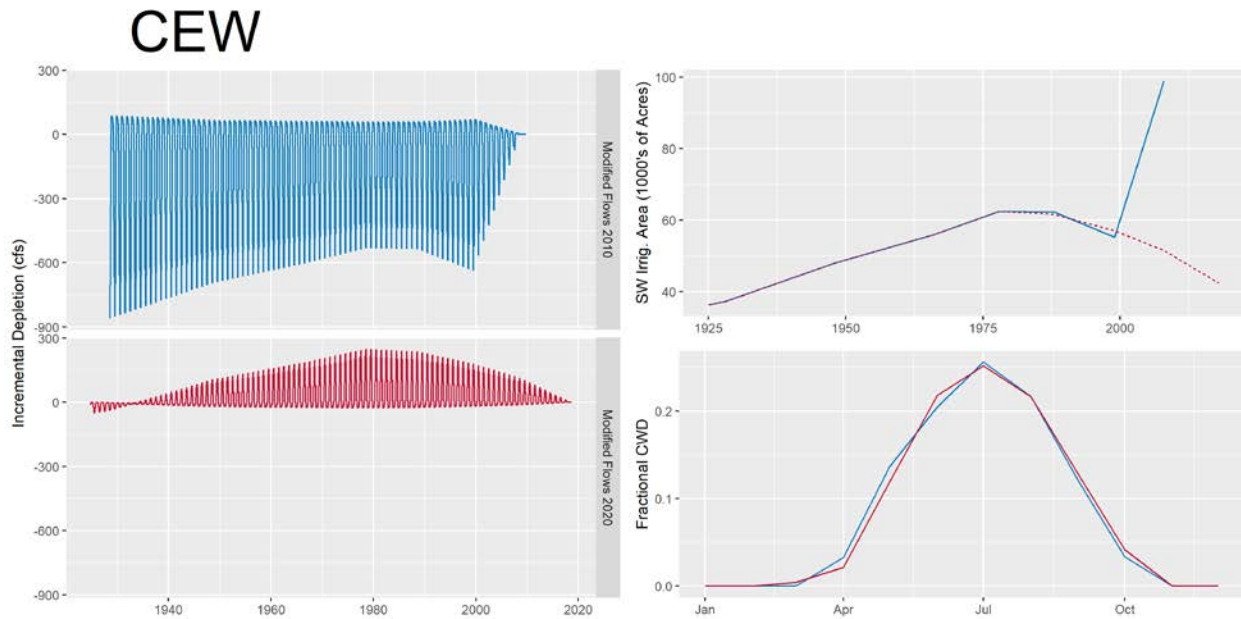 CEW
Incremental Depletion (cfs)
300
0
-300
-600
-900
Modified Flows 2010
300
0
-300
-600
-900
Modified Flows 2020
1940 1960 1980 2000 2020
SW Irrig. Area (1000's of Acres)
100
80
60
40
1925 1950 1975 2000
Fractional CWD
0.2
0.1
0.0
Jan Apr Jul Oct